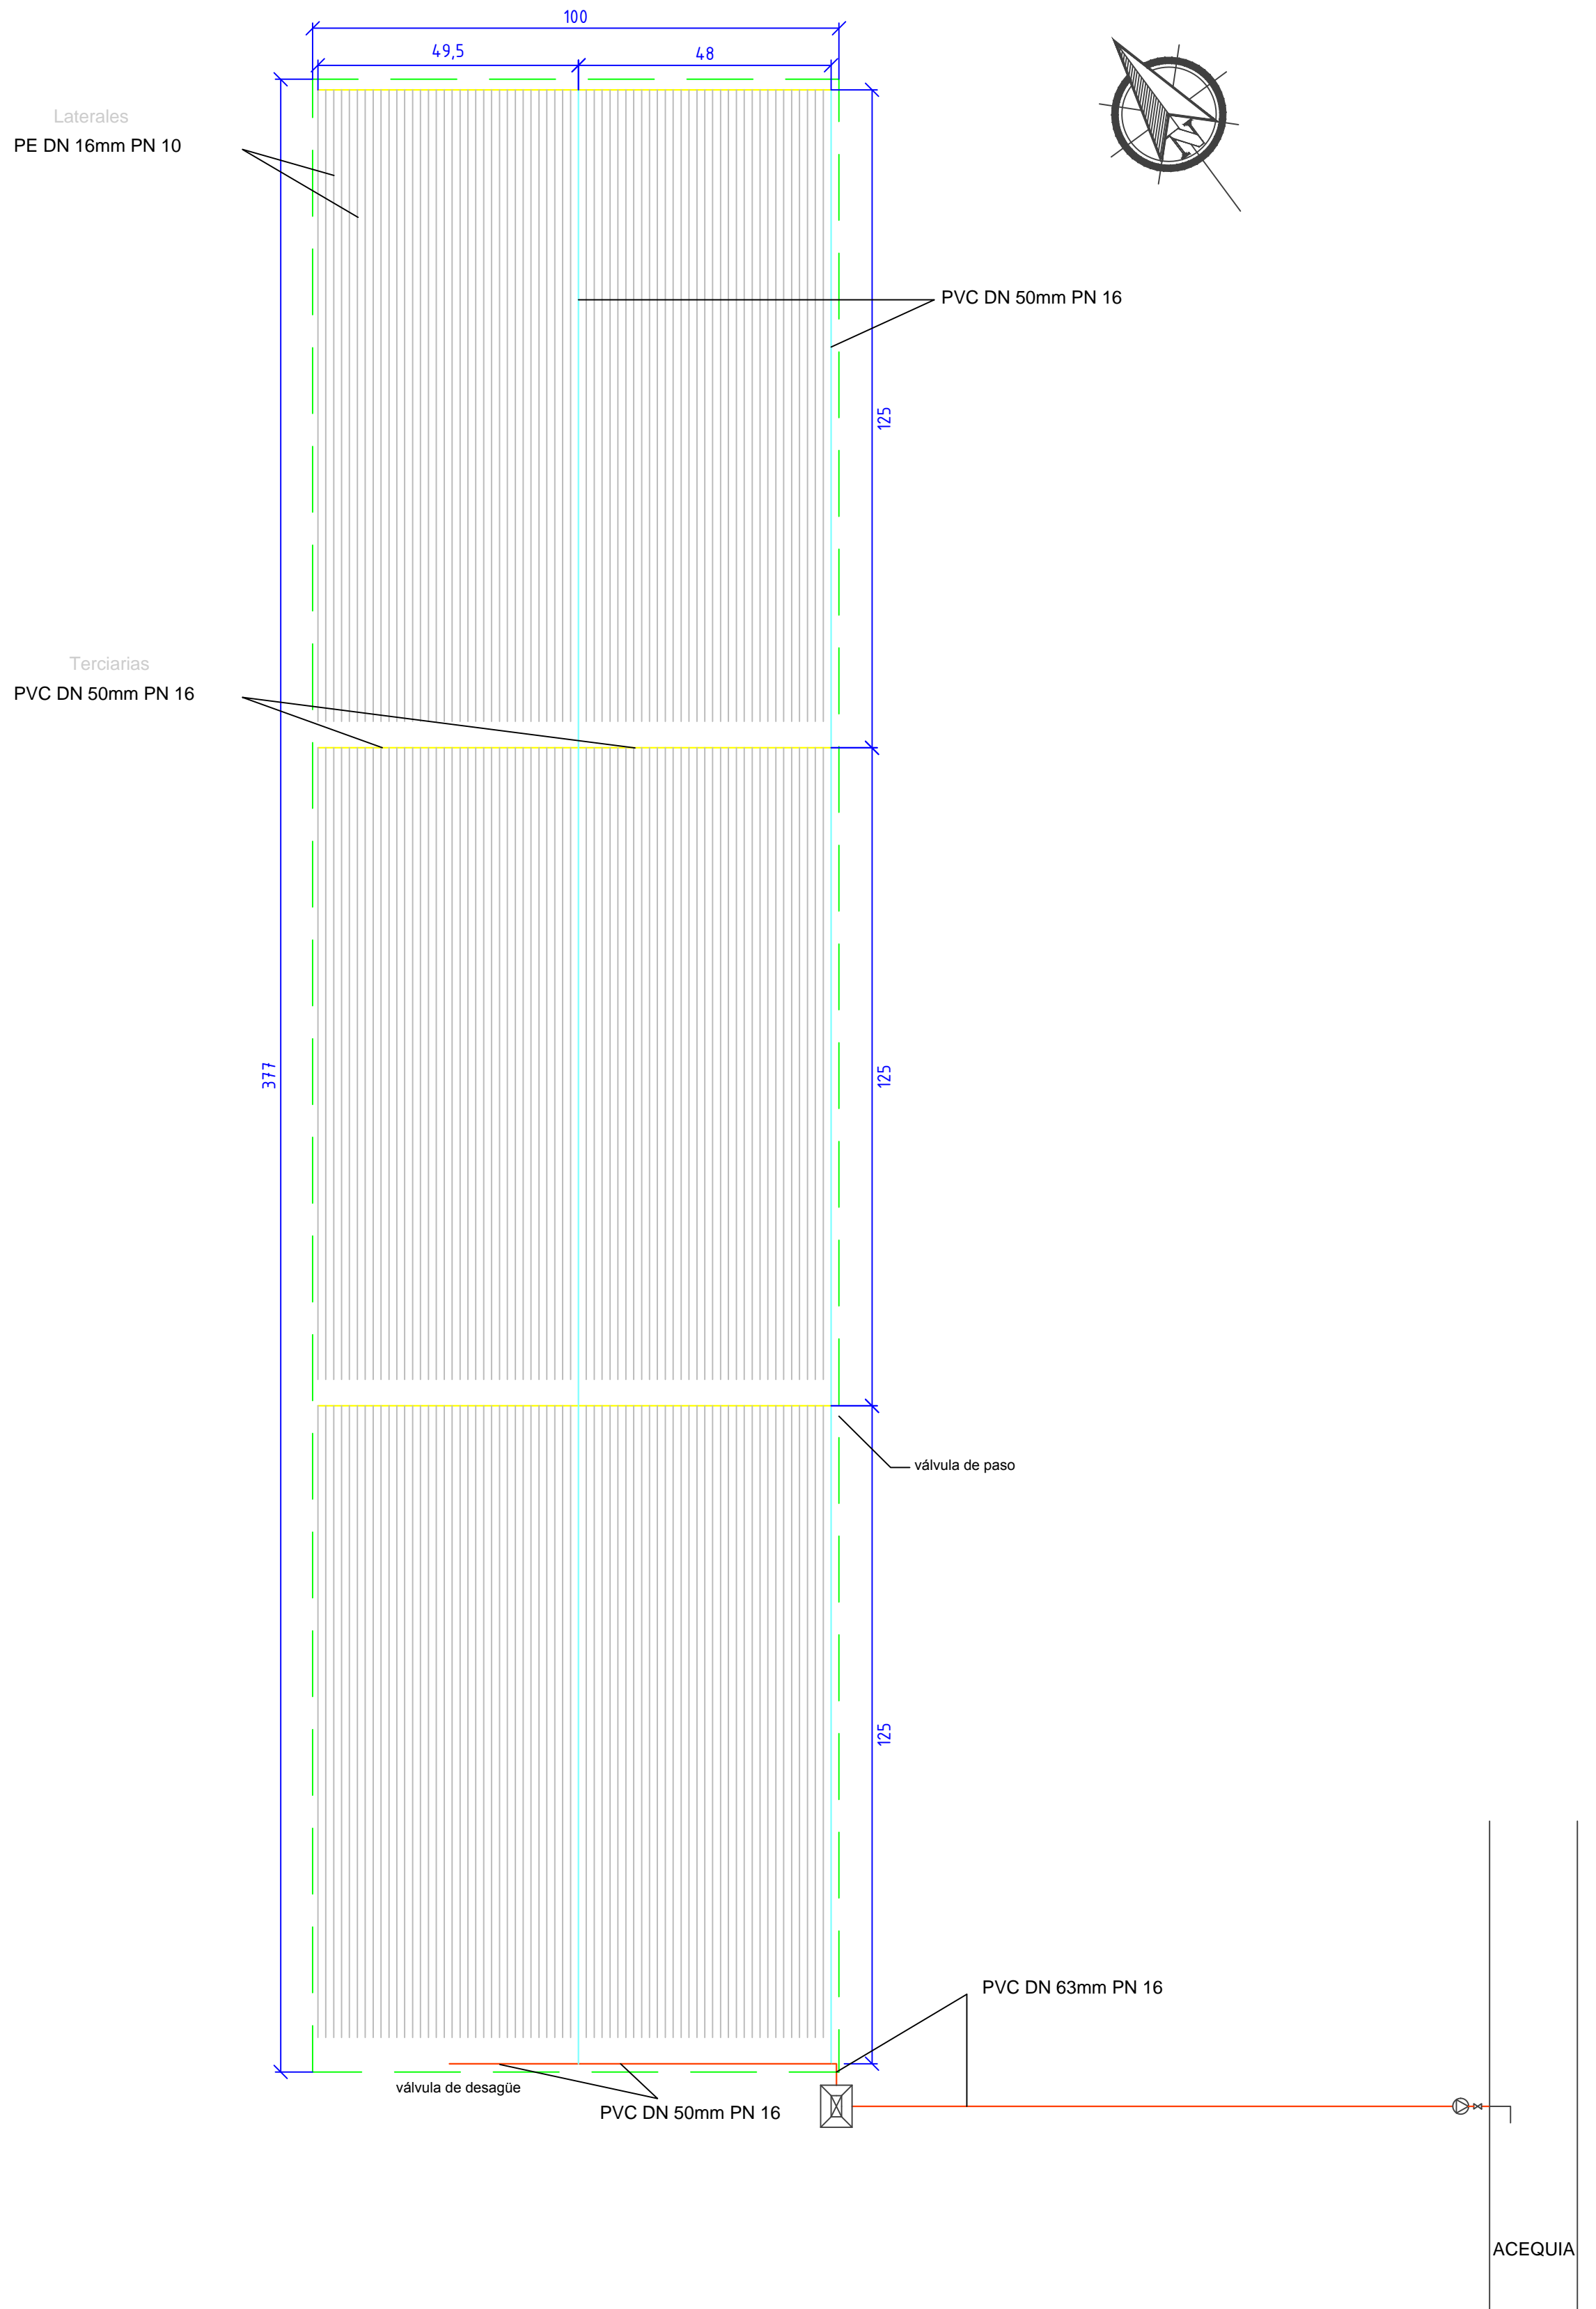 100
49,5
48
Laterales
PE DN 16mm PN 10
N
PVC DN 50mm PN 16
125
Terciarias
PVC DN 50mm PN 16
377
125
válvula de paso
125
PVC DN 63mm PN 16
válvula de desagüe
PVC DN 50mm PN 16
ACEQUIA